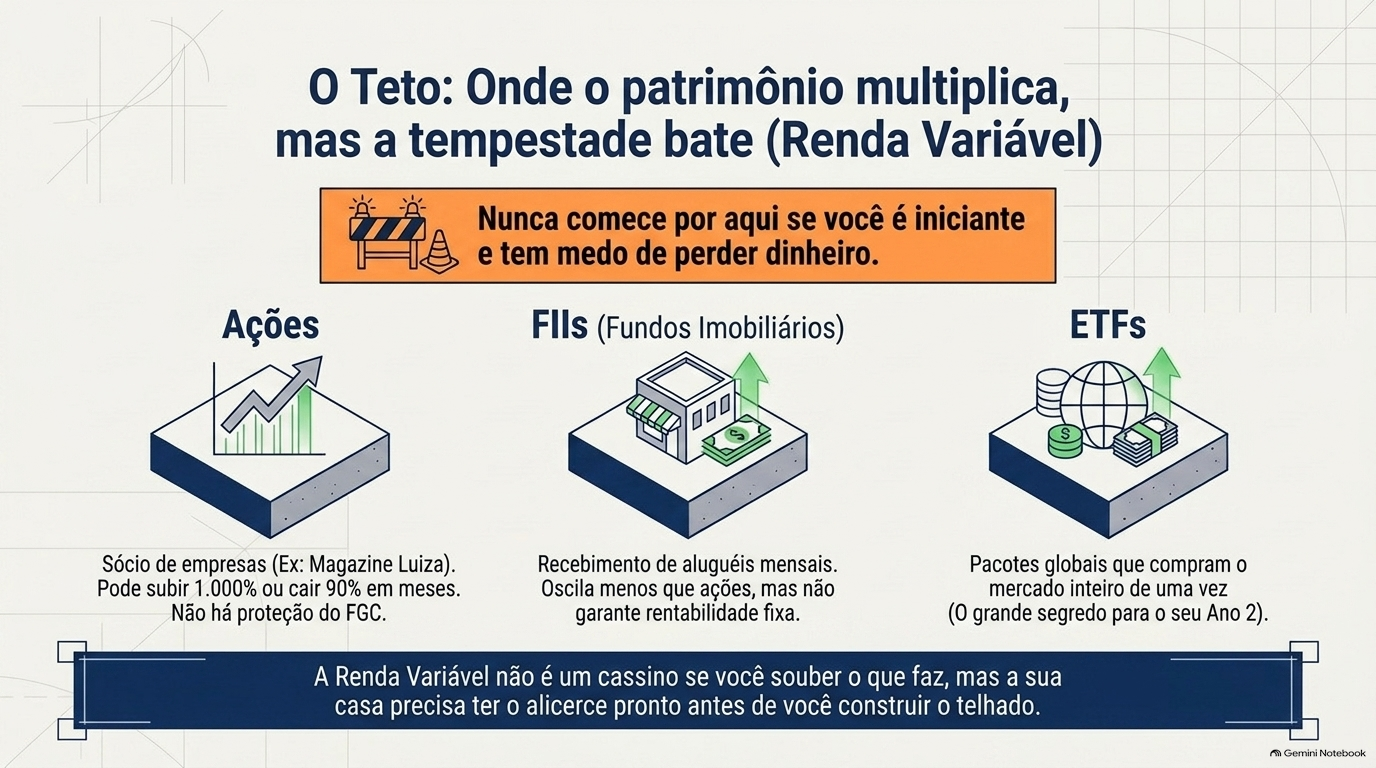 O Teto: Onde o patrimônio multiplica,
mas a tempestade bate (Renda Variável)
Nunca comece por aqui se você é iniciante
e tem medo de perder dinheiro.
Ações
Sócio de empresas (Ex: Magazine Luiza).
Pode subir 1.000% ou cair 90% em meses.
Não há proteção do FGC.
FIIs (Fundos Imobiliários)
$
Recebimento de aluguéis mensais.
Oscila menos que ações, mas não
garante rentabilidade fixa.
ETFs
$
Pacotes globais que compram o
mercado inteiro de uma vez
(O grande segredo para o seu Ano 2).
A Renda Variável não é um cassino se você souber o que faz, mas a sua
casa precisa ter o alicerce pronto antes de você construir o telhado.
Gemini Notebook